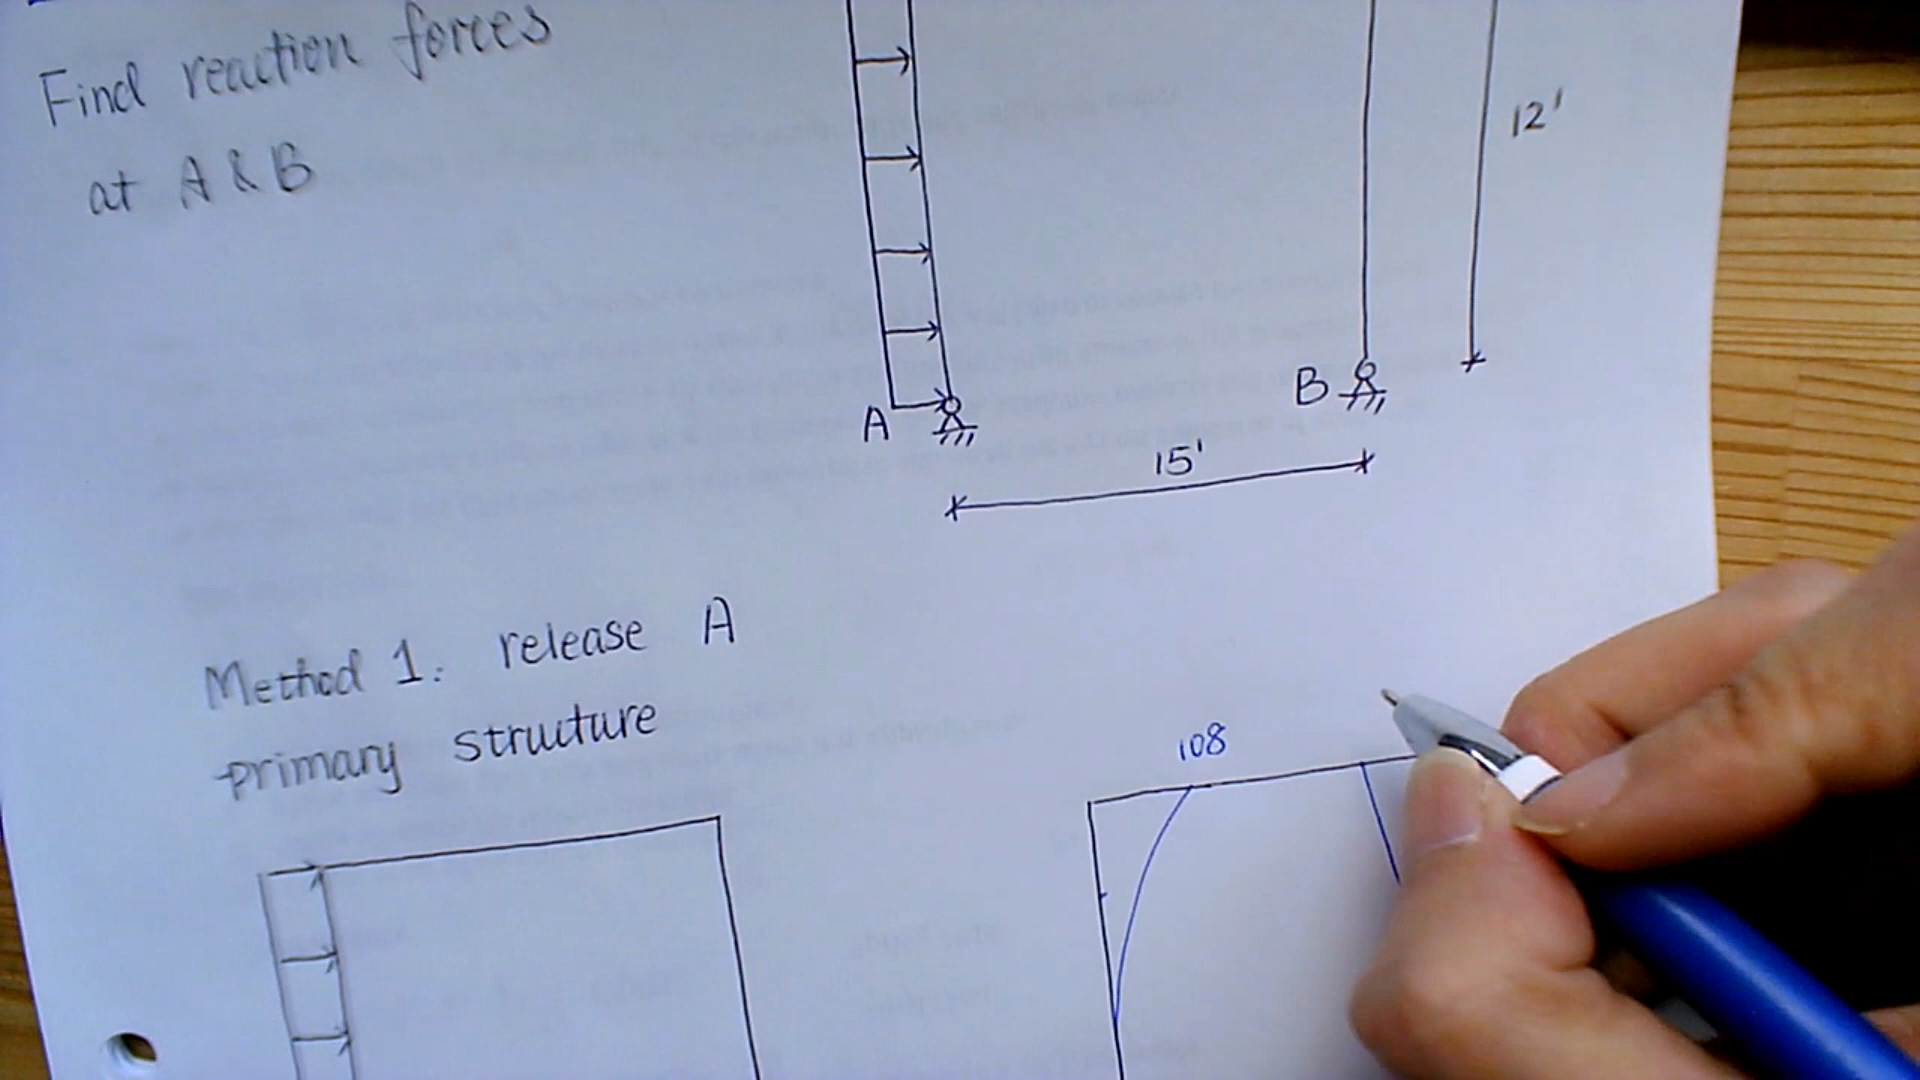 Find reaction forces
at A & B
12'
A
B
15'
Method 1: release A
primary structure
108